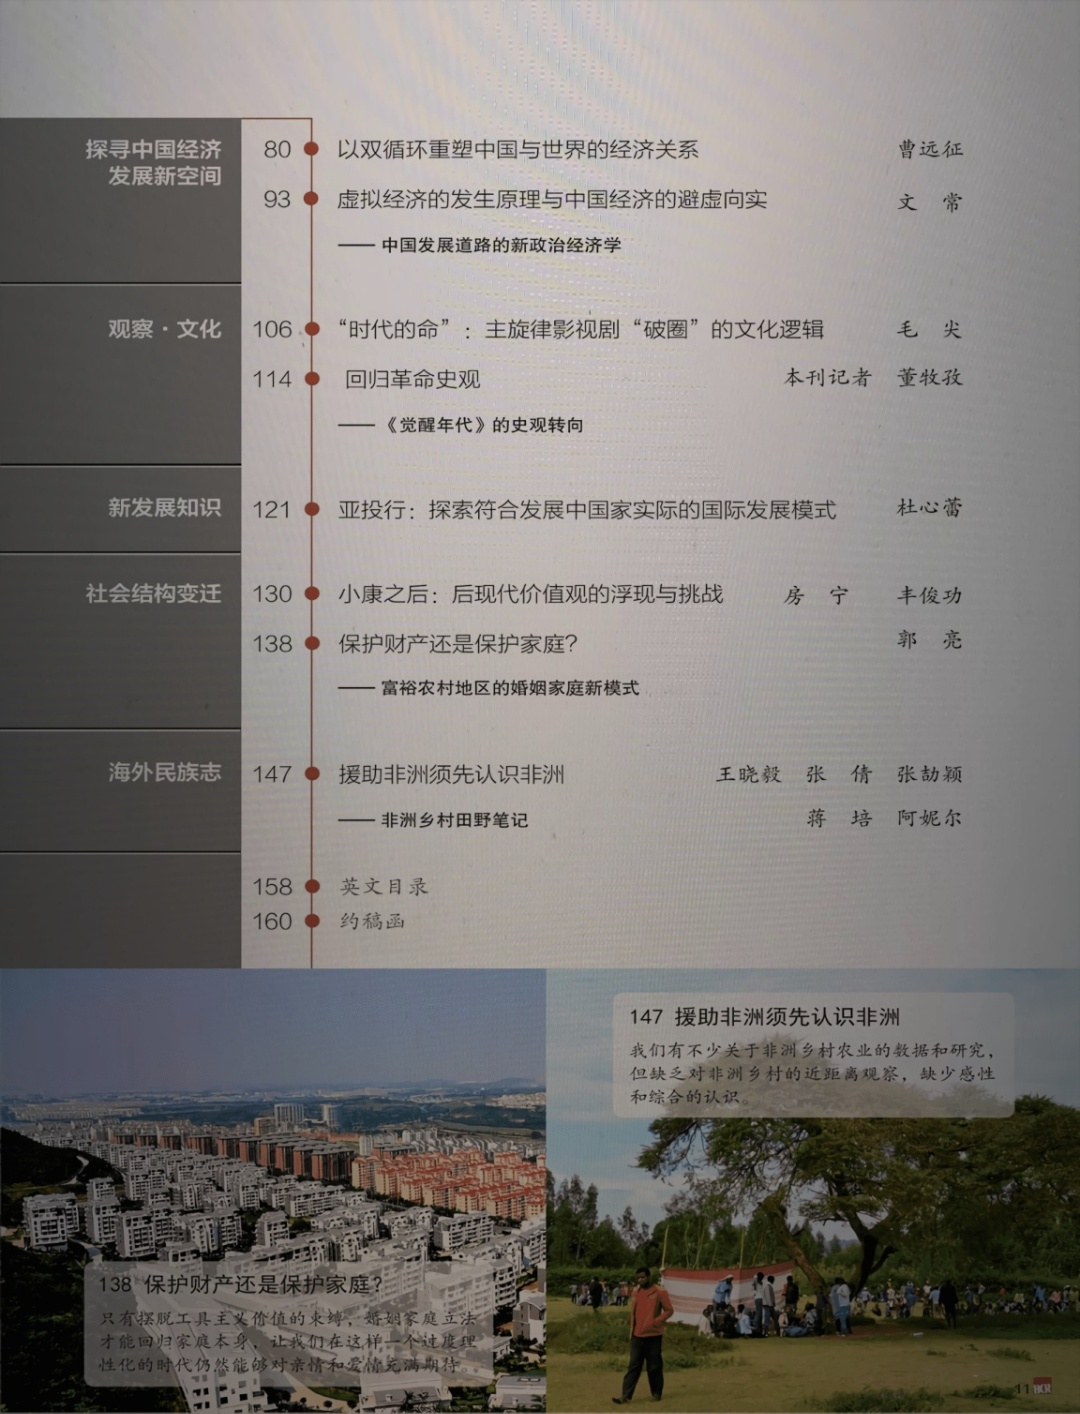 探寻中国经济
发展新空间
80 以双循环重塑中国与世界的经济关系 曹远征
93 虚拟经济的发生原理与中国经济的避虚向实 文 常
—— 中国发展道路的新政治经济学
观察·文化
106 “时代的命”：主旋律影视剧“破圈”的文化逻辑 毛 尖
114 回归革命史观 本刊记者 董牧孜
——《觉醒年代》的史观转向
新发展知识
121 亚投行：探索符合发展中国家实际的国际发展模式 杜心蕾
社会结构变迁
130 小康之后：后现代价值观的浮现与挑战 房 宁 丰俊功
138 保护财产还是保护家庭？ 郭 亮
—— 富裕农村地区的婚姻家庭新模式
海外民族志
147 援助非洲须先认识非洲 王晓毅 张 倩 张劼颖
—— 非洲乡村田野笔记 蒋 培 阿妮尔
158 英文目录
160 约稿函
147 援助非洲须先认识非洲
我们有不少关于非洲乡村农业的数据和研究，
但缺乏对非洲乡村的近距离观察，缺少感性
和综合的认识。
138 保护财产还是保护家庭？
只有摆脱工具主义价值的束缚，婚姻家庭立法
才能回归家庭本身，让我们在这样一个过度理
性化的时代仍然能够对亲情和爱情充满期待
11 BCR